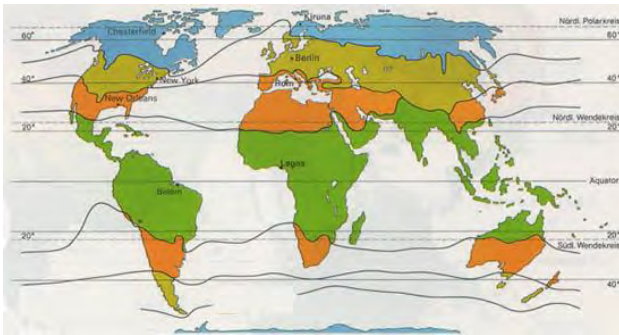 Kiruna
Nördl. Polarkreis
Chesterfield
60°
60°
Berlin
New York
Rom
40°
40°
New Orleans
Nördl. Wendekreis
20°
20°
Lagos
Äquator
Belém
20°
20°
Südl. Wendekreis
40°
40°